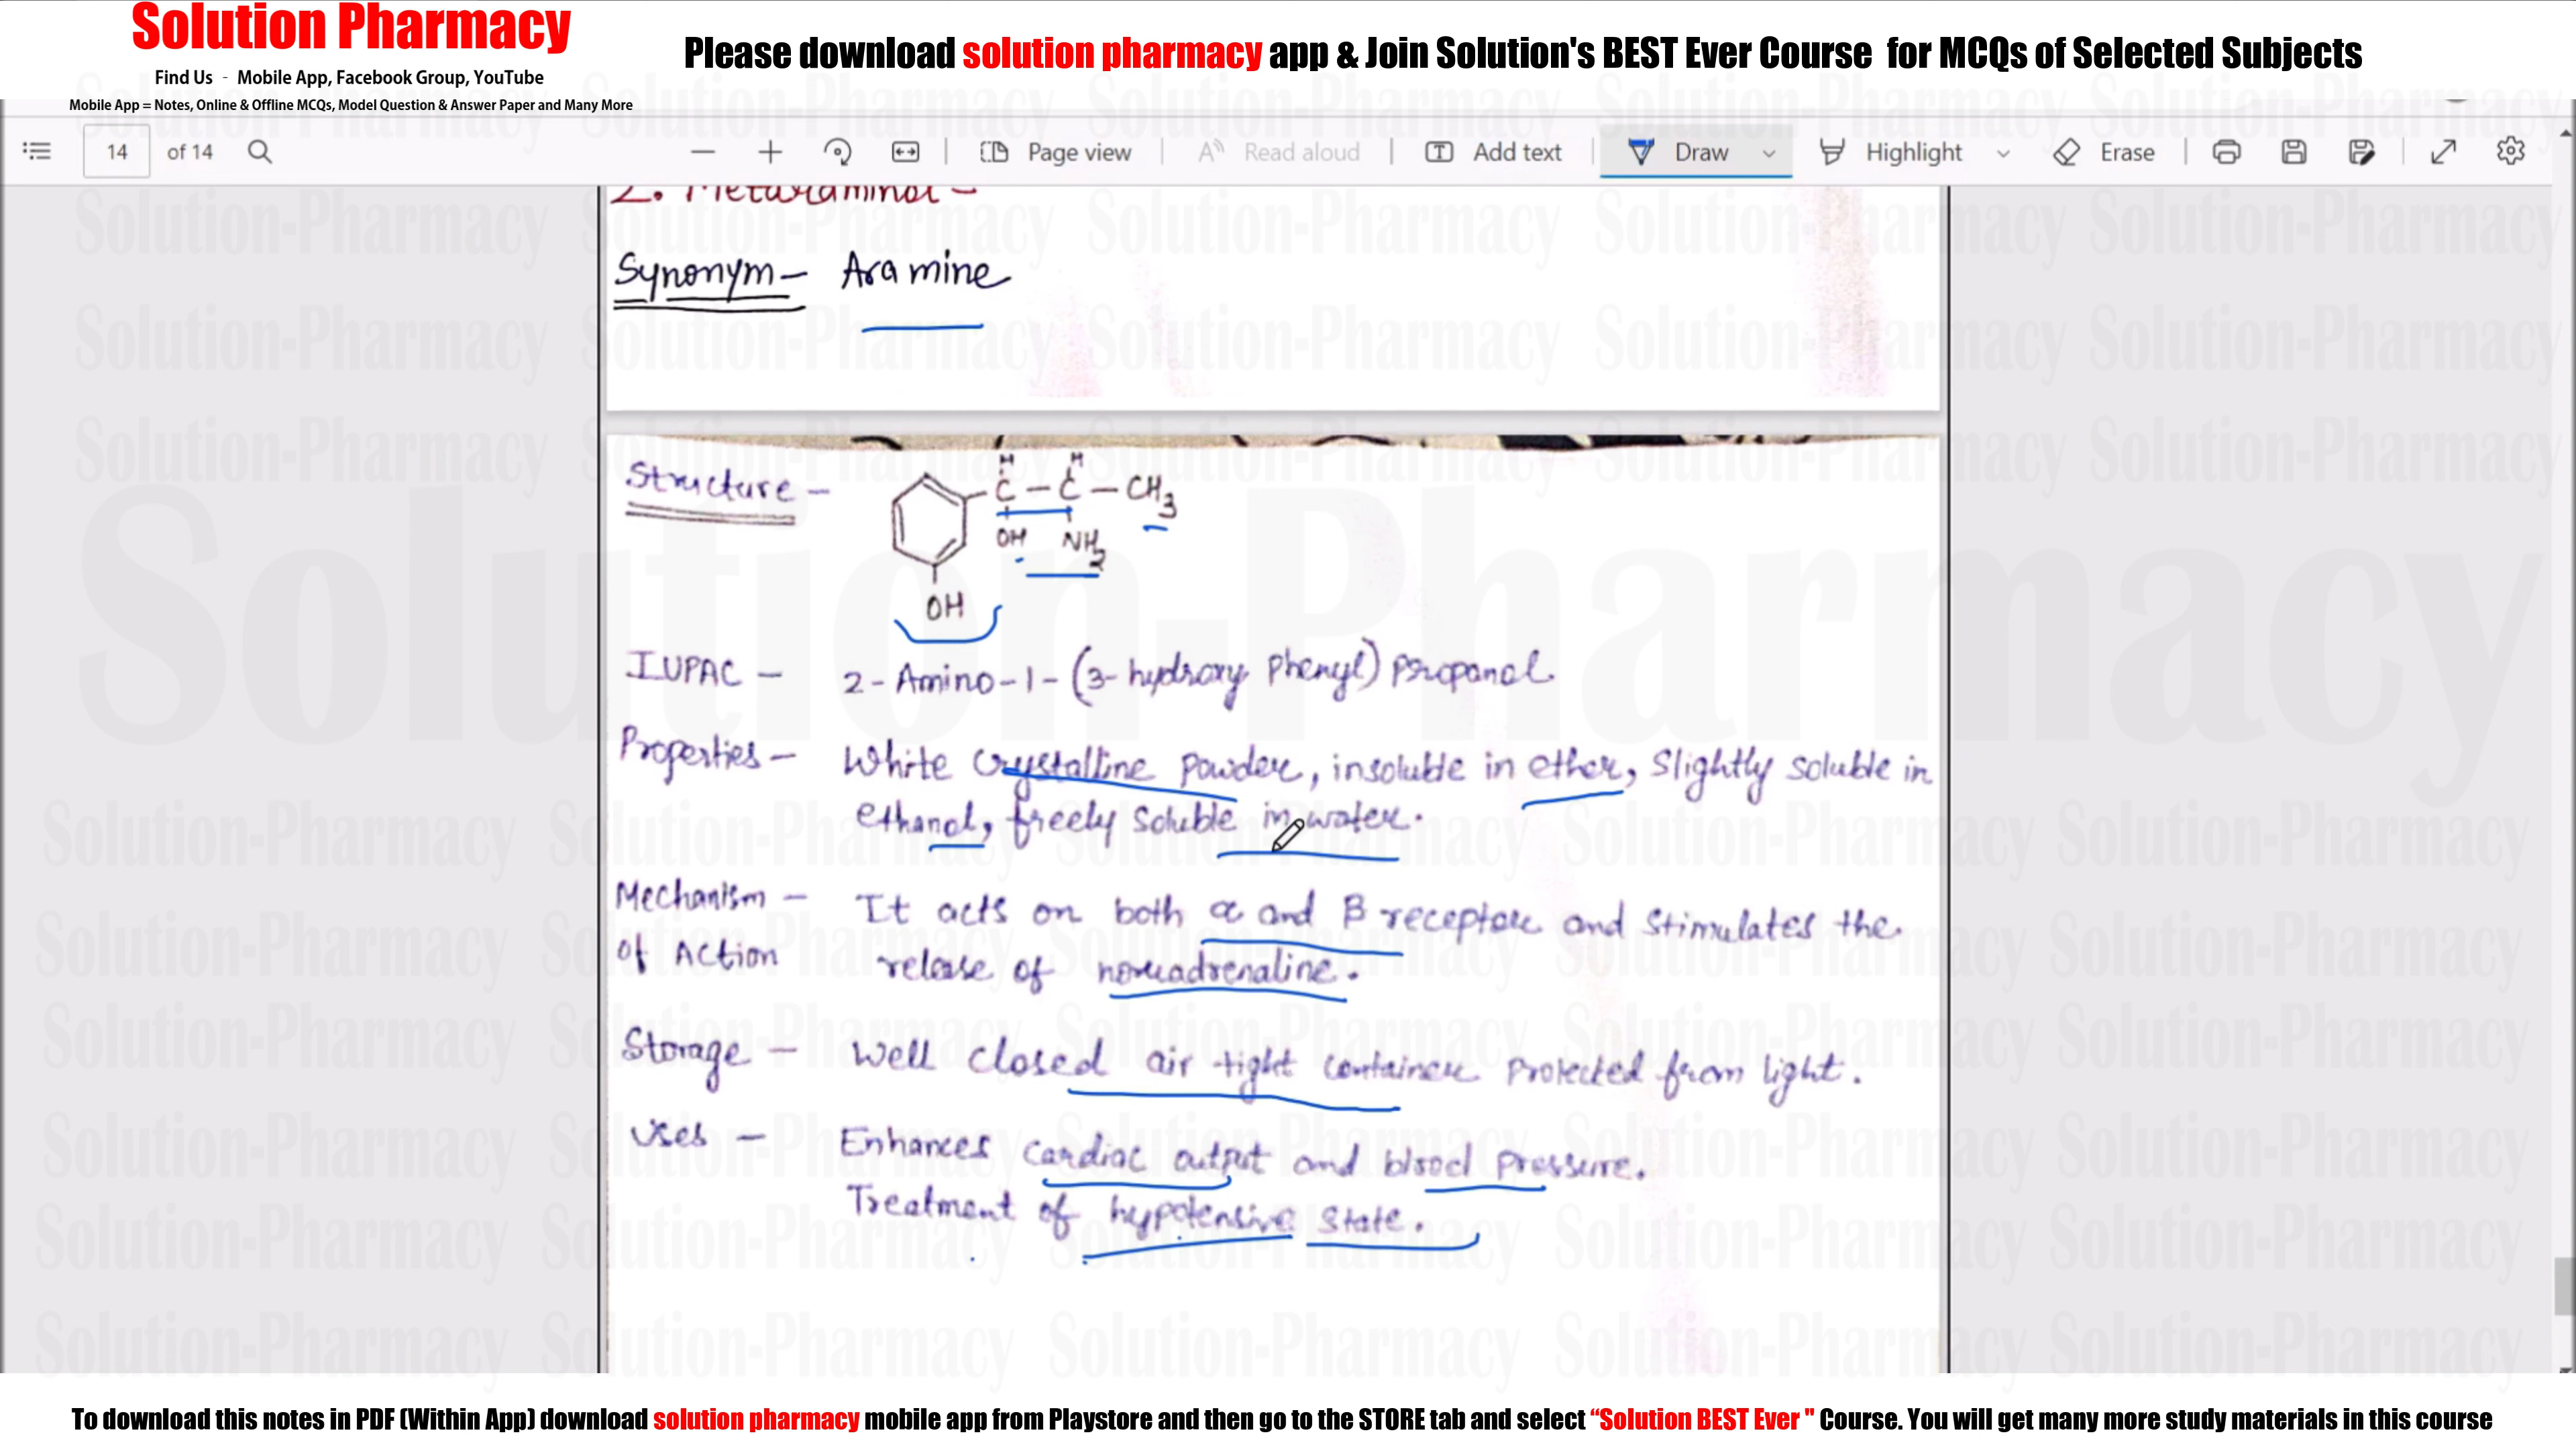 Solution Pharmacy
Find Us - Mobile App, Facebook Group, YouTube
Mobile App = Notes, Online & Offline MCQs, Model Question & Answer Paper and Many More
Please download solution pharmacy app & Join Solution's BEST Ever Course for MCQs of Selected Subjects
14 of 14 Page view Read aloud Add text Draw Highlight Erase
2. Metaraminol -
Synonym - Aramine
Structure -
H H
C - C - CH3
OH NH2
OH
IUPAC - 2-Amino-1-(3-hydroxy Phenyl) Propanol.
Properties - White Crystalline Powder, insoluble in ether, Slightly soluble in
ethanol, freely soluble in water.
Mechanism - It acts on both α and β receptor and stimulates the
of Action release of noradrenaline.
Storage - Well closed air tight container Protected from light.
Uses - Enhances cardiac output and blood Pressure.
Treatment of hypotensive State.
Solution-Pharmacy
To download this notes in PDF (Within App) download solution pharmacy mobile app from Playstore and then go to the STORE tab and select “Solution BEST Ever " Course. You will get many more study materials in this course